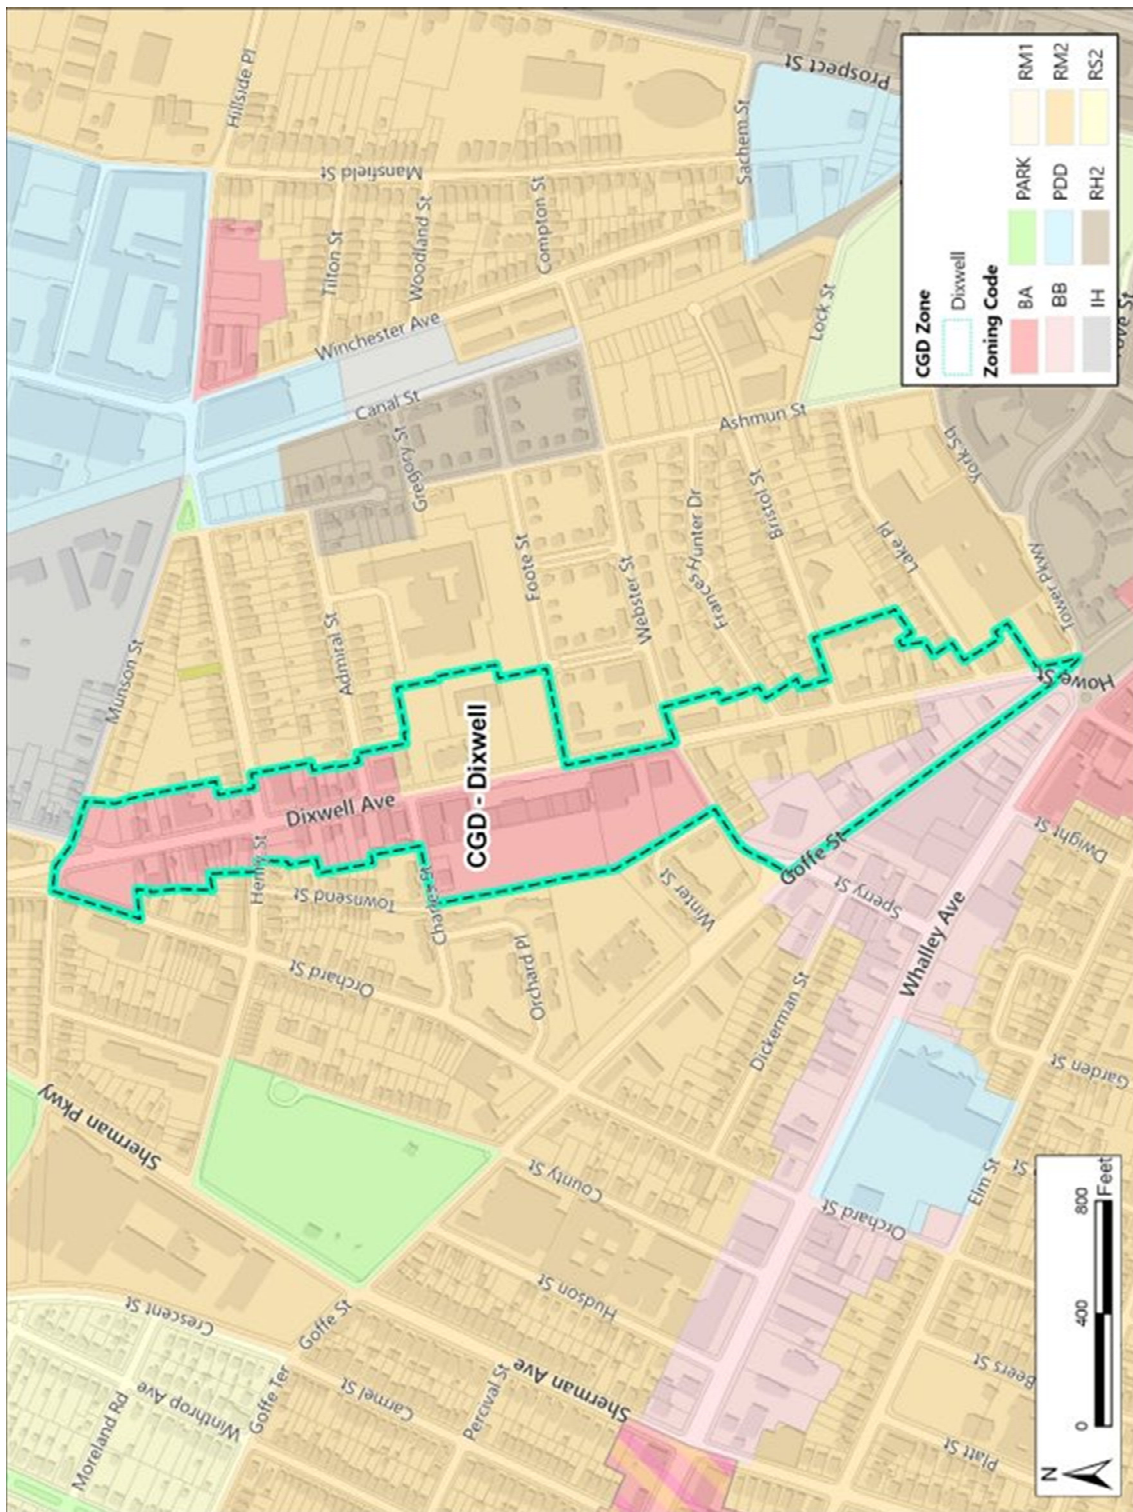 Moreland Rd
Winthrop Ave
Crescent St
Sherman Pkwy
Munson St
Hillside Pl
Goffe Ter
Goffe St
Henry St
Dixwell Ave
Admiral St
Tilton St
Winchester Ave
Mansfield St
Carmel St
Orchard St
Townsend St
Canal St
Gregory St
Woodland St
Percival St
Sherman Ave
Charles St
CGD - Dixwell
Orchard Pl
Foote St
Compton St
Hudson St
County St
Winter St
Webster St
Frances Hunter Dr
Bristol St
Ashmun St
Sachem St
Prospect St
Dickerman St
Goffe St
Sperry St
Lock St
Orchard St
Whalley Ave
Lake Pl
York Sq
Platt St
Beers St
Elm St
St
Garden St
Dwight St
Howe St
Tower Pkwy
ove St
N
0 400 800
Feet
CGD Zone
Dixwell
Zoning Code
BA PARK RM1
BB PDD RM2
IH RH2 RS2